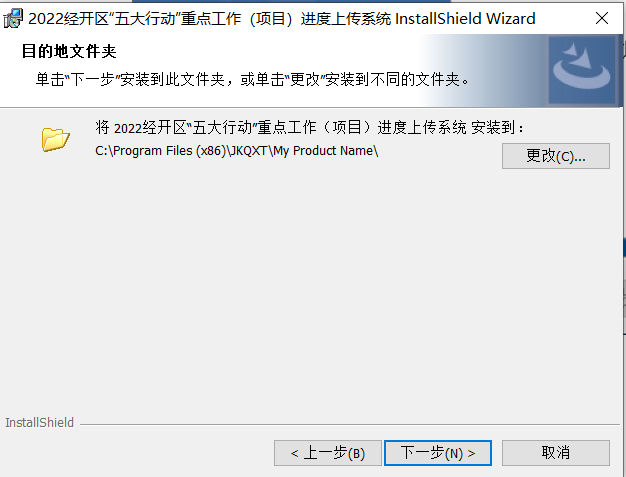 2022经开区“五大行动”重点工作（项目）进度上传系统 InstallShield Wizard
目的地文件夹
单击“下一步”安装到此文件夹，或单击“更改”安装到不同的文件夹。
将 2022经开区“五大行动”重点工作（项目）进度上传系统 安装到：
C:\Program Files (x86)\JKQXT\My Product Name\
更改(C)...
InstallShield
< 上一步(B)
下一步(N) >
取消